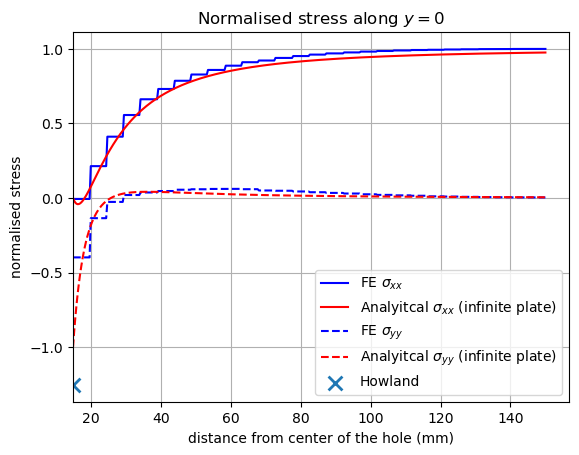 Normalised stress along y = 0
normalised stress
1.0
0.5
0.0
−0.5
−1.0
FE σxx
Analyitcal σxx (infinite plate)
FE σyy
Analyitcal σyy (infinite plate)
Howland
20 40 60 80 100 120 140
distance from center of the hole (mm)